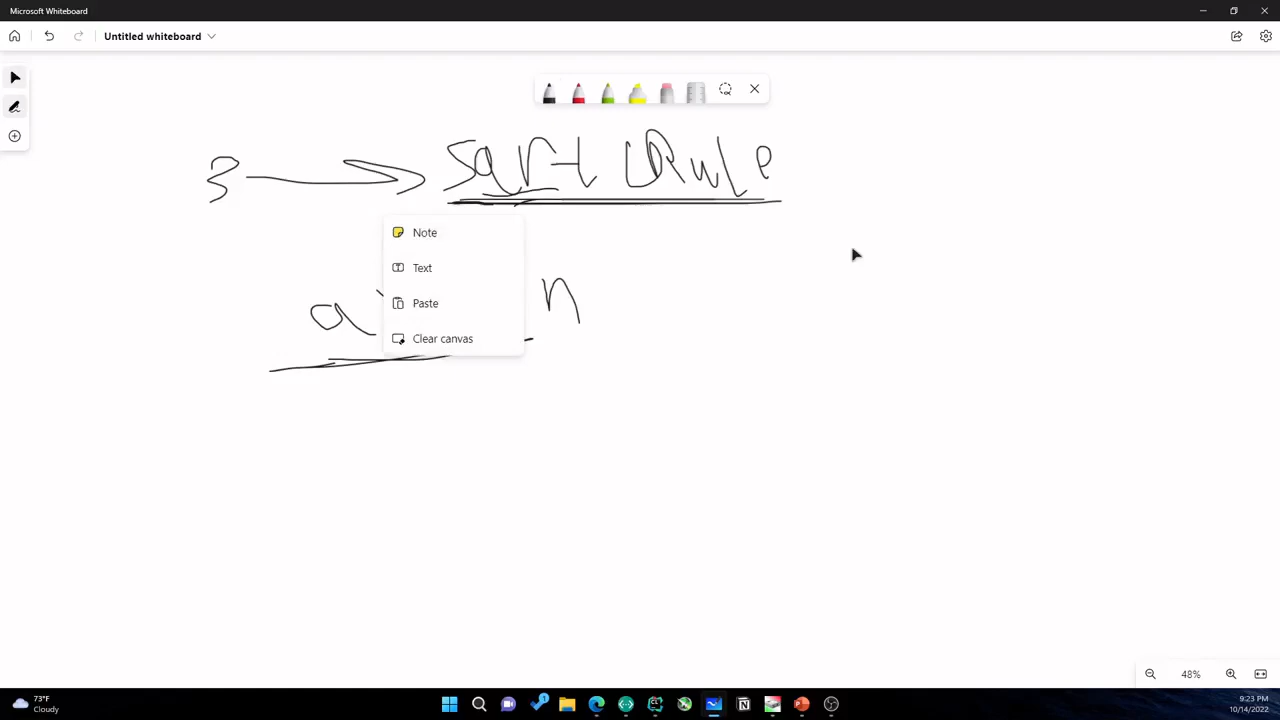 Microsoft Whiteboard
Untitled whiteboard
3 → sqrt Rule
Note
a
n
Text
Paste
Clear canvas
48%
73°F
Cloudy
9:23 PM
10/14/2022